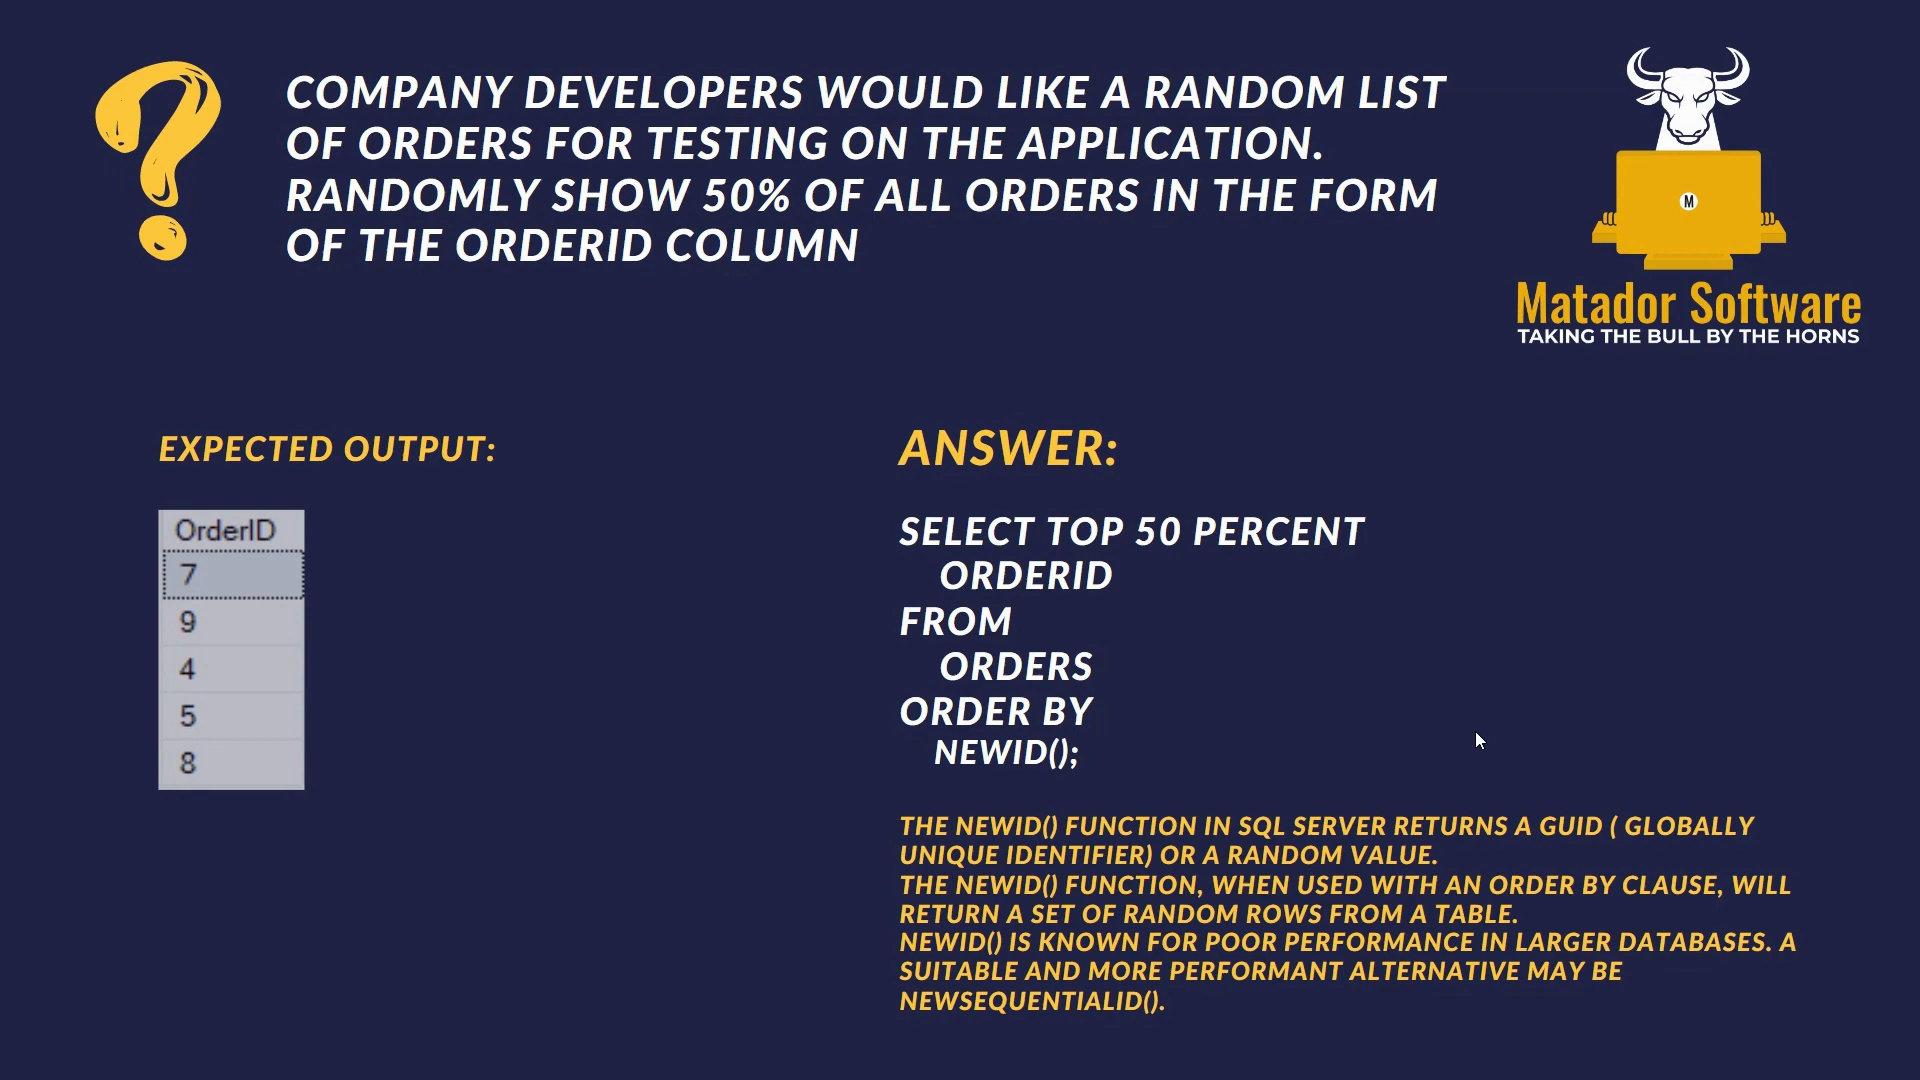 COMPANY DEVELOPERS WOULD LIKE A RANDOM LIST
OF ORDERS FOR TESTING ON THE APPLICATION.
RANDOMLY SHOW 50% OF ALL ORDERS IN THE FORM
OF THE ORDERID COLUMN
M
Matador Software
TAKING THE BULL BY THE HORNS
EXPECTED OUTPUT:
OrderID
7
9
4
5
8
ANSWER:
SELECT TOP 50 PERCENT
ORDERID
FROM
ORDERS
ORDER BY
NEWID();
THE NEWID() FUNCTION IN SQL SERVER RETURNS A GUID ( GLOBALLY
UNIQUE IDENTIFIER) OR A RANDOM VALUE.
THE NEWID() FUNCTION, WHEN USED WITH AN ORDER BY CLAUSE, WILL
RETURN A SET OF RANDOM ROWS FROM A TABLE.
NEWID() IS KNOWN FOR POOR PERFORMANCE IN LARGER DATABASES. A
SUITABLE AND MORE PERFORMANT ALTERNATIVE MAY BE
NEWSEQUENTIALID().